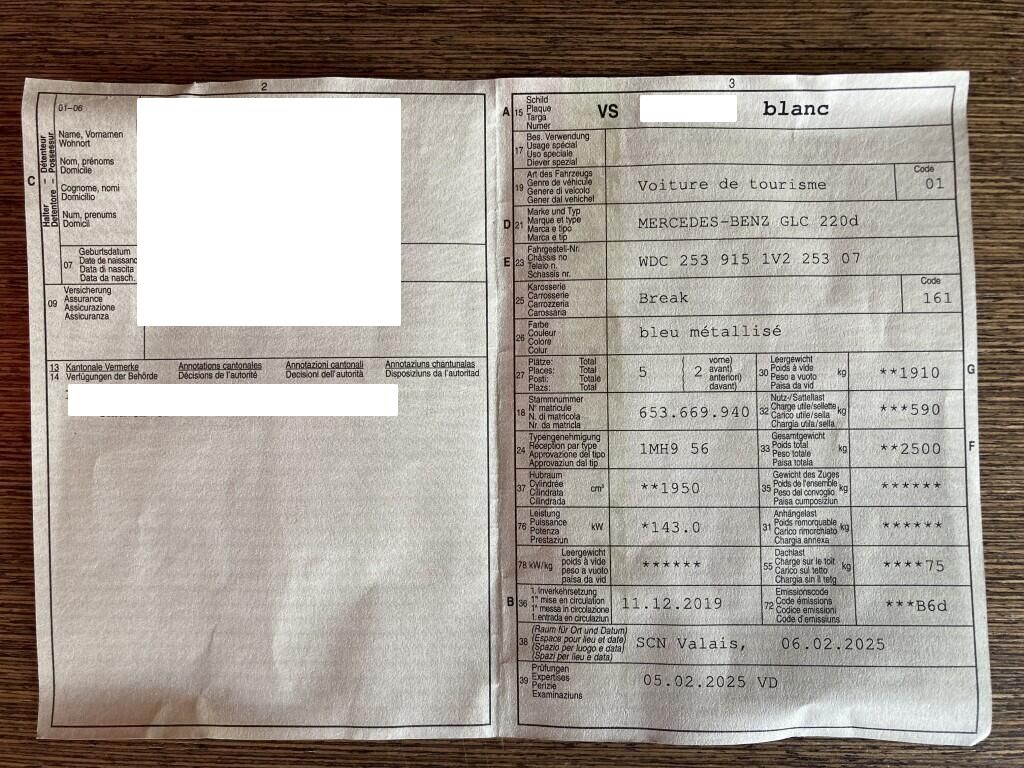 2
01–06
Name, Vornamen
Wohnort
Nom, prénoms
Domicile
Cognome, nomi
Domicilio
Num, prenums
Domicil
C
Halter – Détenteur
Detentore – Possessur
07
Geburtsdatum
Date de naissanc
Data di nascita
Data da nasch.
09
Versicherung
Assurance
Assicurazione
Assicuranza
13 Kantonale Vermerke Annotations cantonales Annotazioni cantonali Annotaziuns chantunalas
14 Verfügungen der Behörde Décisions de l'autorité Decisioni dell'autorità Disposiziuns da l'autoritad
3
A 15
Schild
Plaque
Targa
Numer
VS blanc
17
Bes. Verwendung
Usage spécial
Uso speciale
Diever spezial
19
Art des Fahrzeugs
Genre de véhicule
Genere di veicolo
Gener dal vehichel
Voiture de tourisme
Code
01
D 21
Marke und Typ
Marque et type
Marca e tipo
Marca e tip
MERCEDES-BENZ GLC 220d
E 23
Fahrgestell-Nr.
Châssis no
Telaio n.
Schassis nr.
WDC 253 915 1V2 253 07
25
Karosserie
Carrosserie
Carrozzeria
Carossaria
Break
Code
161
26
Farbe
Couleur
Colore
Colur
bleu métallisé
27
Plätze: Total
Places: Total
Posti: Totale
Plazs: Total
5 ( 2
vorne)
avant)
anteriori)
davant)
30
Leergewicht
Poids à vide
Peso a vuoto
Paisa da vid
kg
**1910
G
18
Stammnummer
N° matricule
N. di matricola
Nr. da matricla
653.669.940
32
Nutz-/Sattellast
Charge utile/sellette
Carico utile/sella
Chargia utila/sella
kg
***590
24
Typengenehmigung
Réception par type
Approvazione del tipo
Approvaziun dal tip
1MH9 56
33
Gesamtgewicht
Poids total
Peso totale
Paisa totala
kg
**2500
F
37
Hubraum
Cylindrée
Cilindrata
Cilindrada
cm³
**1950
35
Gewicht des Zuges
Poids de l'ensemble
Peso del convoglio
Paisa cumposiziun
kg
******
76
Leistung
Puissance
Potenza
Prestaziun
kW
*143.0
31
Anhängelast
Poids remorquable
Carico rimorchiato
Chargia annexa
kg
******
78 kW/kg
Leergewicht
poids à vide
peso a vuoto
paisa da vid
******
55
Dachlast
Charge sur le toit
Carico sul tetto
Chargia sin il tetg
kg
****75
B 36
1. Inverkehrsetzung
1re mise en circulation
1a messa in circolazione
1.entrada en circulaziun
11.12.2019
72
Emissionscode
Code émissions
Codice emissioni
Code d'emissiuns
***B6d
38
(Raum für Ort und Datum)
(Espace pour lieu et date)
(Spazio per luogo e data)
(Spazi per lieu e data)
SCN Valais, 06.02.2025
39
Prüfungen
Expertises
Perizie
Examinaziuns
05.02.2025 VD